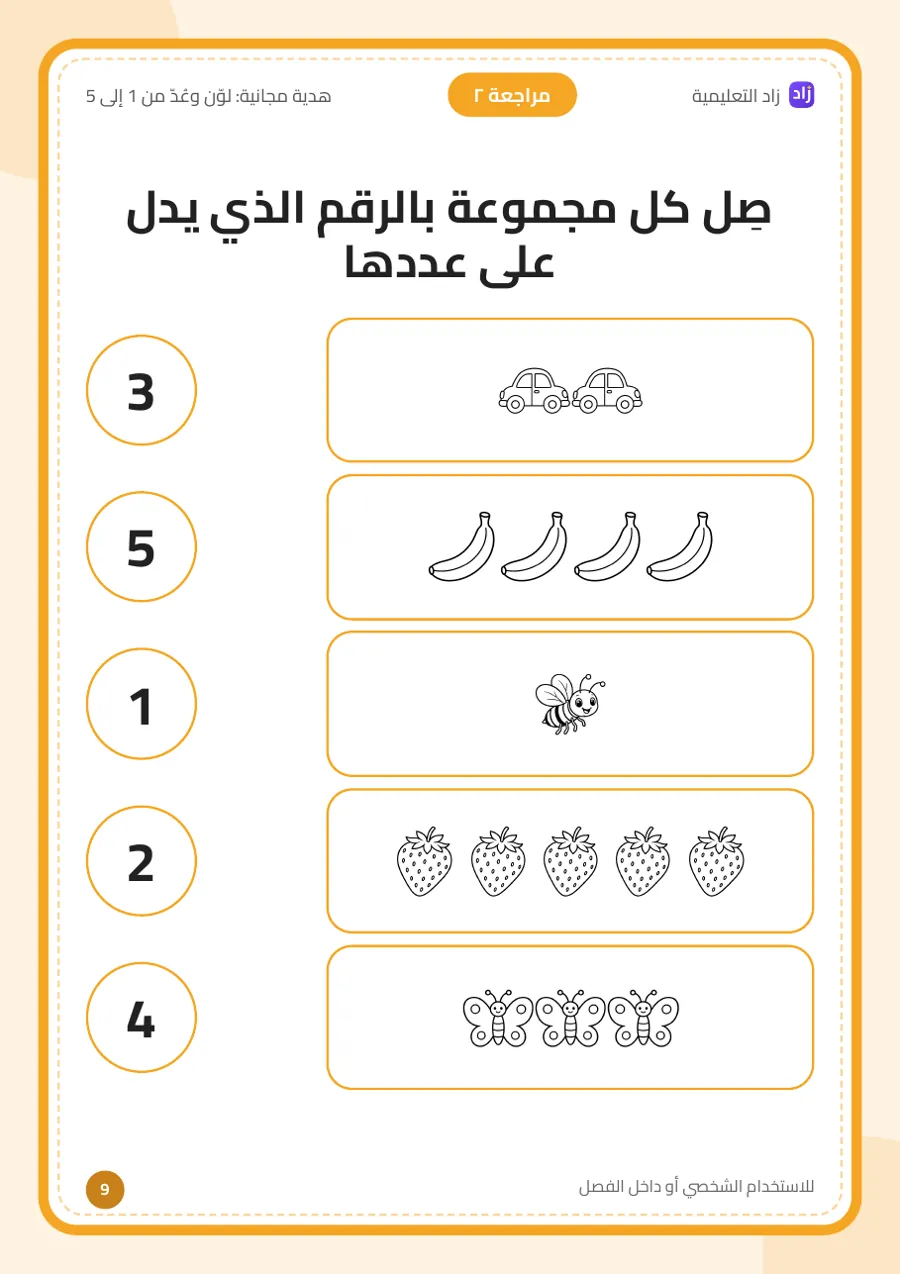 زاد زاد التعليمية
مراجعة ٢
هدية مجانية: لوّن وعُدّ من 1 إلى 5
صِل كل مجموعة بالرقم الذي يدل
على عددها
3
5
1
2
4
للاستخدام الشخصي أو داخل الفصل
9